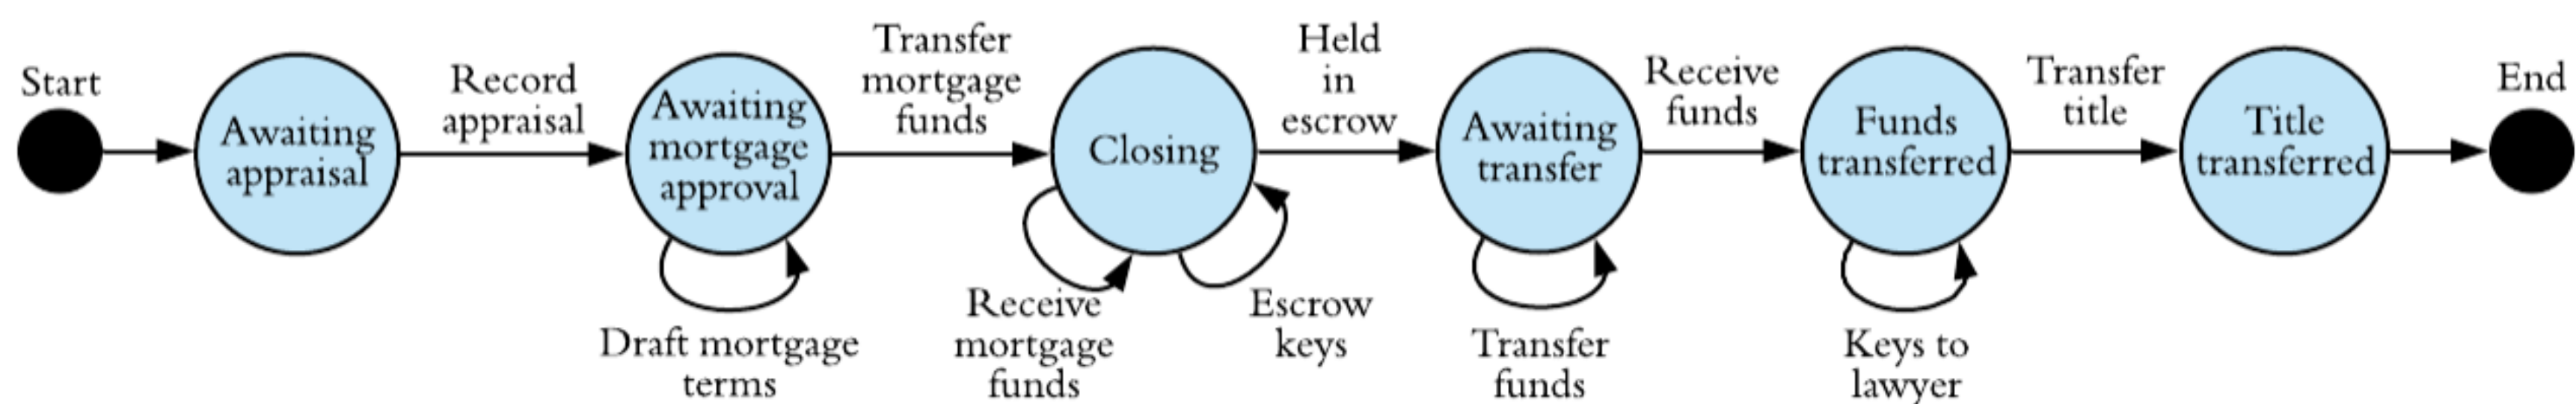 Start
Awaiting
appraisal
Record
appraisal
Awaiting
mortgage
approval
Draft mortgage
terms
Transfer
mortgage
funds
Closing
Receive
mortgage
funds
Escrow
keys
Held
in
escrow
Awaiting
transfer
Transfer
funds
Receive
funds
Funds
transferred
Keys to
lawyer
Transfer
title
Title
transferred
End